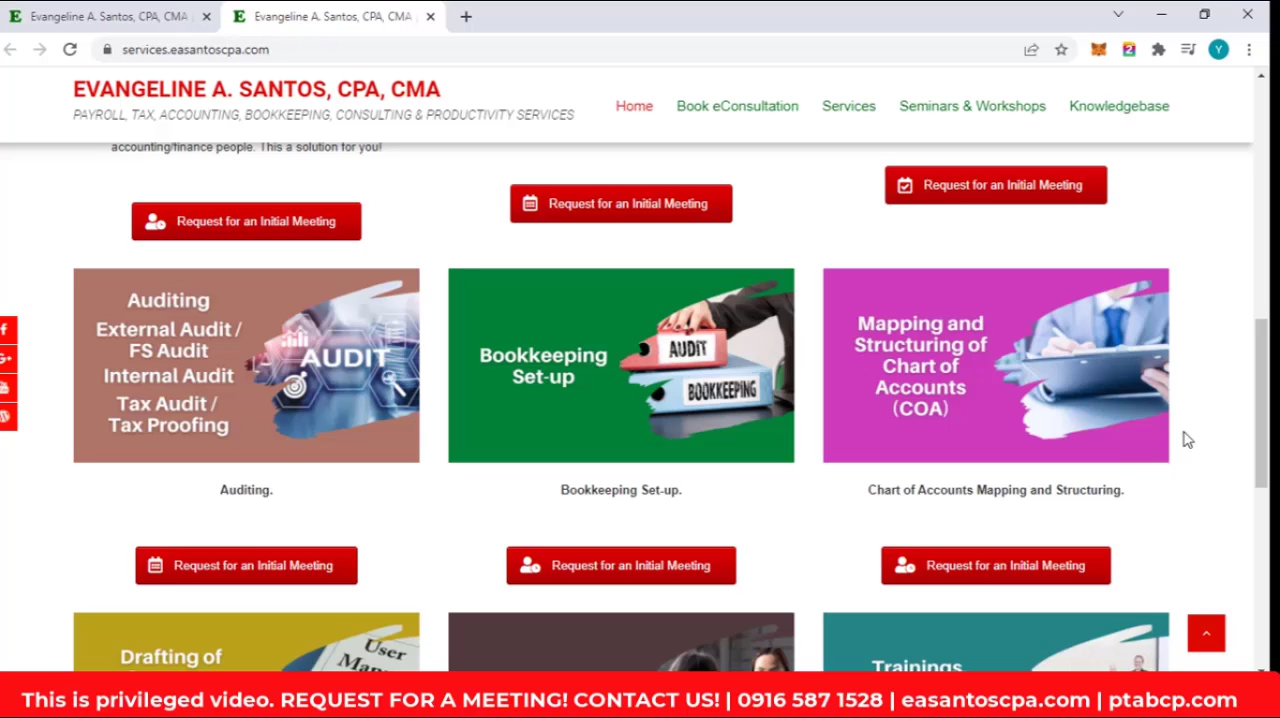 Evangeline A. Santos, CPA, CMA
Evangeline A. Santos, CPA, CMA
services.easantoscpa.com
2
Y
EVANGELINE A. SANTOS, CPA, CMA
PAYROLL, TAX, ACCOUNTING, BOOKKEEPING, CONSULTING & PRODUCTIVITY SERVICES
Home
Book eConsultation
Services
Seminars & Workshops
Knowledgebase
accounting/finance people. This a solution for you!
Request for an Initial Meeting
Request for an Initial Meeting
Request for an Initial Meeting
Auditing
External Audit /
FS Audit
Internal Audit
Tax Audit /
Tax Proofing
AUDIT
Bookkeeping
Set-up
AUDIT
BOOKKEEPING
Mapping and
Structuring of
Chart of
Accounts
(COA)
Auditing.
Bookkeeping Set-up.
Chart of Accounts Mapping and Structuring.
Request for an Initial Meeting
Request for an Initial Meeting
Request for an Initial Meeting
Drafting of
User
Trainings
This is privileged video. REQUEST FOR A MEETING! CONTACT US! | 0916 587 1528 | easantoscpa.com | ptabcp.com